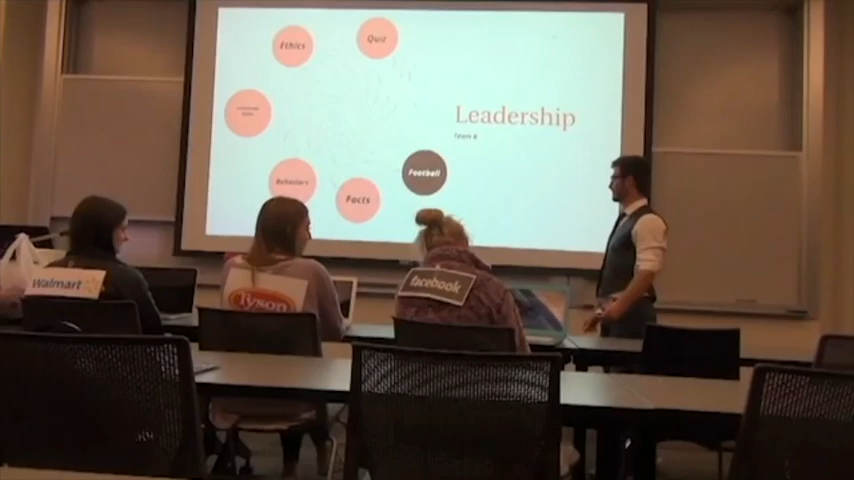 Ethics
Quiz
Leadership
Team 6
Football
Behaviors
Facts
Walmart
Tyson
facebook